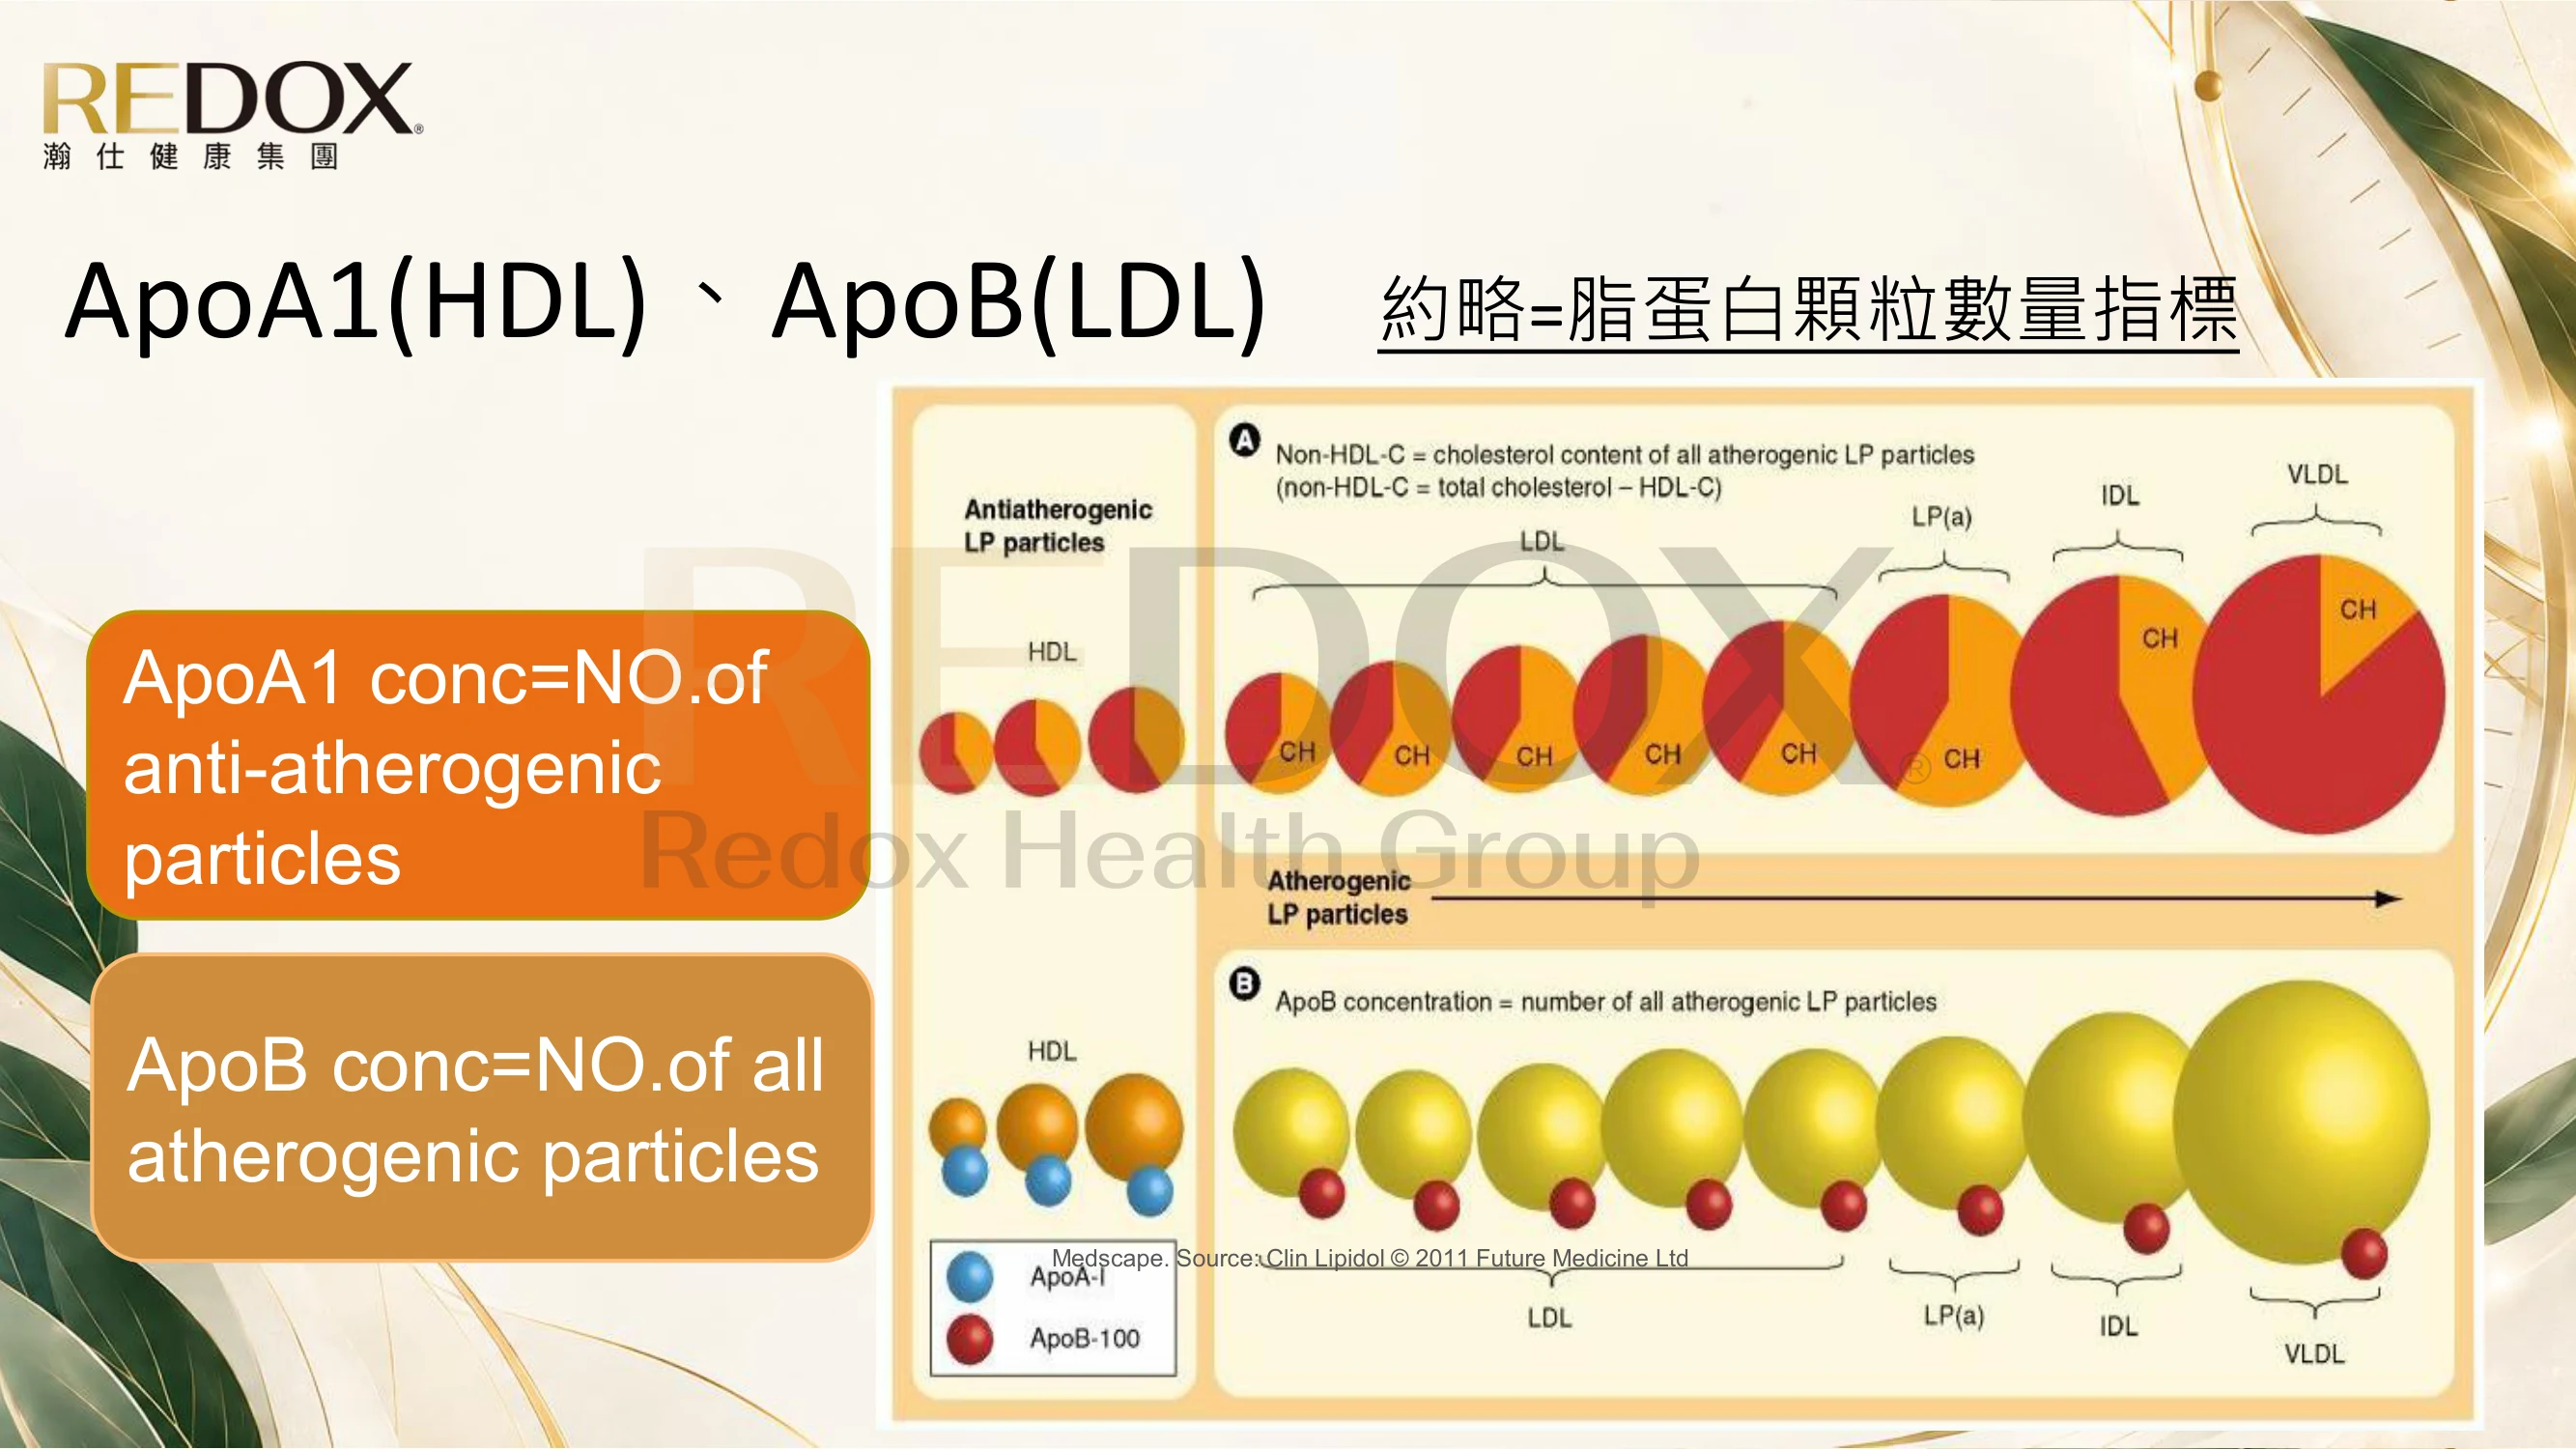 REDOX®
瀚仕健康集團
ApoA1(HDL)、ApoB(LDL) 約略=脂蛋白顆粒數量指標
ApoA1 conc=NO.of
anti-atherogenic
particles
ApoB conc=NO.of all
atherogenic particles
Antiatherogenic
LP particles
HDL
A
Non-HDL-C = cholesterol content of all atherogenic LP particles
(non-HDL-C = total cholesterol – HDL-C)
LDL
LP(a)
IDL
VLDL
CH
CH
CH
CH
CH
CH
CH
CH
REDOX®
Redox Health Group
Atherogenic
LP particles
B
ApoB concentration = number of all atherogenic LP particles
HDL
ApoA-I
ApoB-100
Medscape. Source: Clin Lipidol © 2011 Future Medicine Ltd
LDL
LP(a)
IDL
VLDL